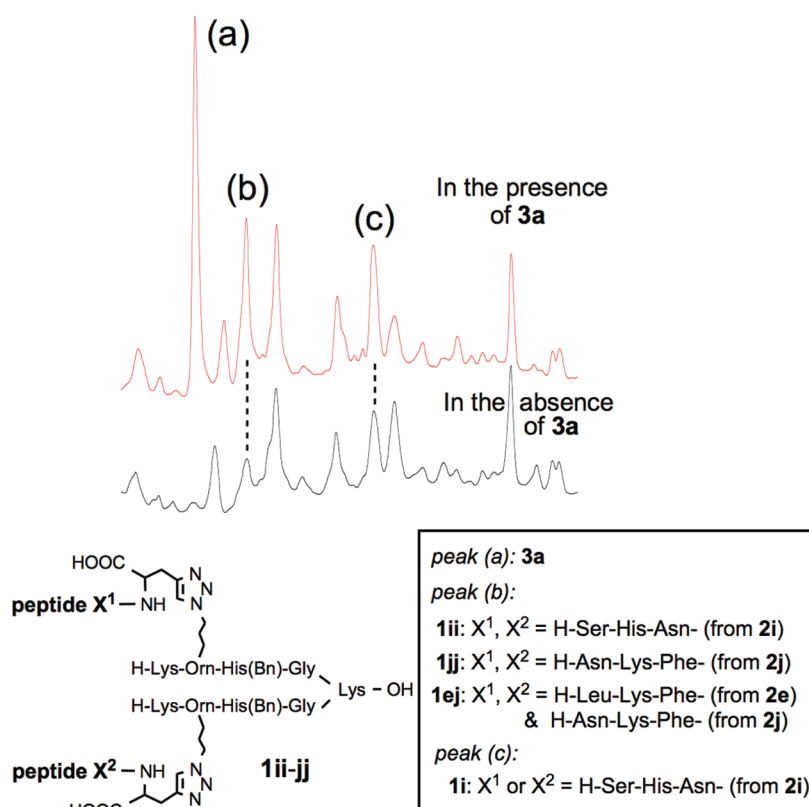 (a)
(b)
(c)
In the presence
of 3a
In the absence
of 3a
HOOC
N
N
N
peptide X¹
NH
H-Lys-Orn-His(Bn)-Gly
Lys
OH
H-Lys-Orn-His(Bn)-Gly
peptide X²
NH
N
N
N
1ii-jj
HOOC
peak (a): 3a
peak (b):
1ii: X¹, X² = H-Ser-His-Asn- (from 2i)
1jj: X¹, X² = H-Asn-Lys-Phe- (from 2j)
1ej: X¹, X² = H-Leu-Lys-Phe- (from 2e)
& H-Asn-Lys-Phe- (from 2j)
peak (c):
1i: X¹ or X² = H-Ser-His-Asn- (from 2i)